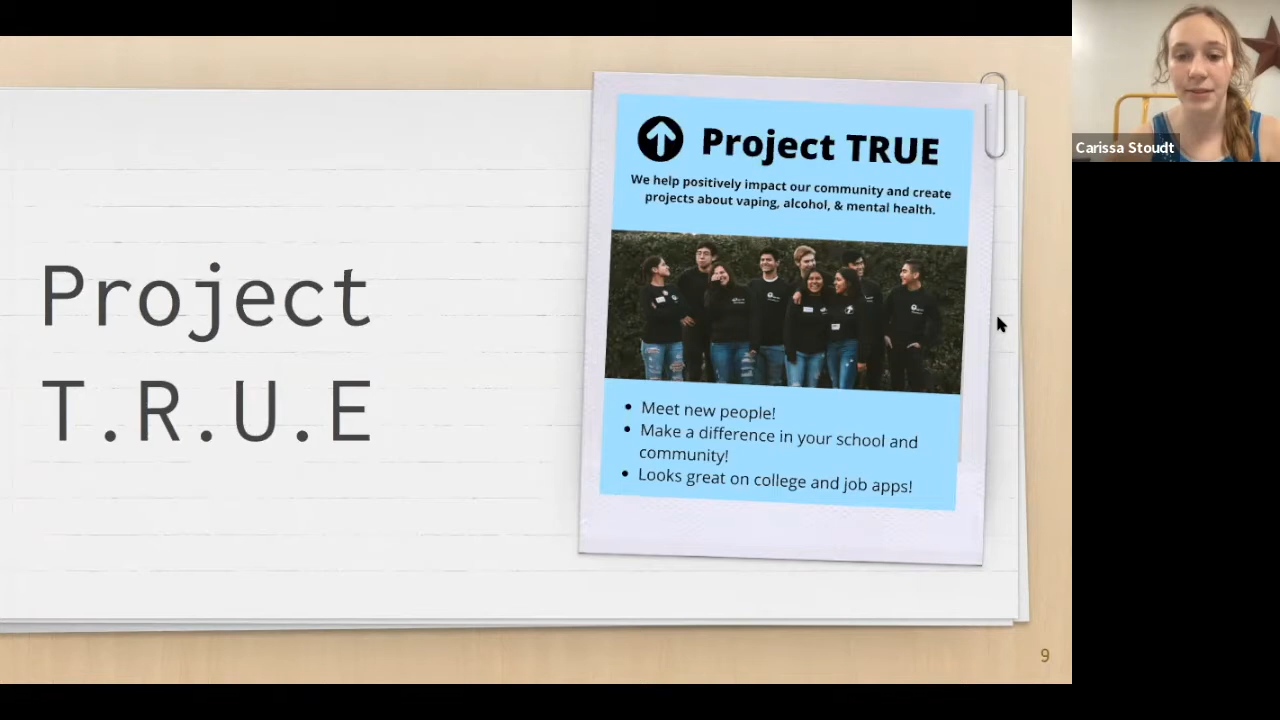 Project
T.R.U.E
Project TRUE
We help positively impact our community and create
projects about vaping, alcohol, & mental health.
• Meet new people!
• Make a difference in your school and
community!
• Looks great on college and job apps!
9
Carissa Stoudt